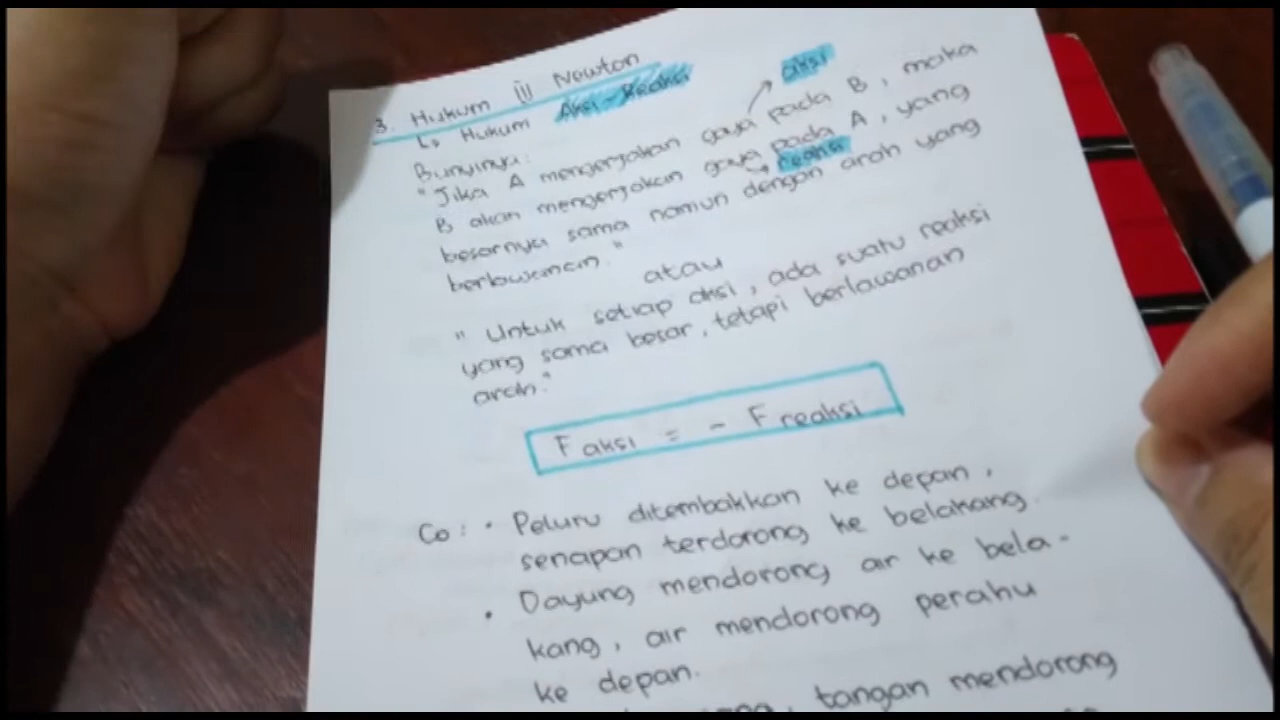 3. Hukum iii Newton
↳ Hukum Aksi-Reaksi
aksi
Bunyinya:
"Jika A mengerjakan gaya pada B, maka
B akan mengerjakan gaya pada A, yang
reaksi
besarnya sama namun dengan arah yang
berlawanan."
atau
"Untuk setiap aksi, ada suatu reaksi
yang sama besar, tetapi berlawanan
arah."
F aksi = - F reaksi
Co: • Peluru ditembakkan ke depan,
senapan terdorong ke belakang.
• Dayung mendorong air ke bela-
kang, air mendorong perahu
ke depan.
tangan mendorong